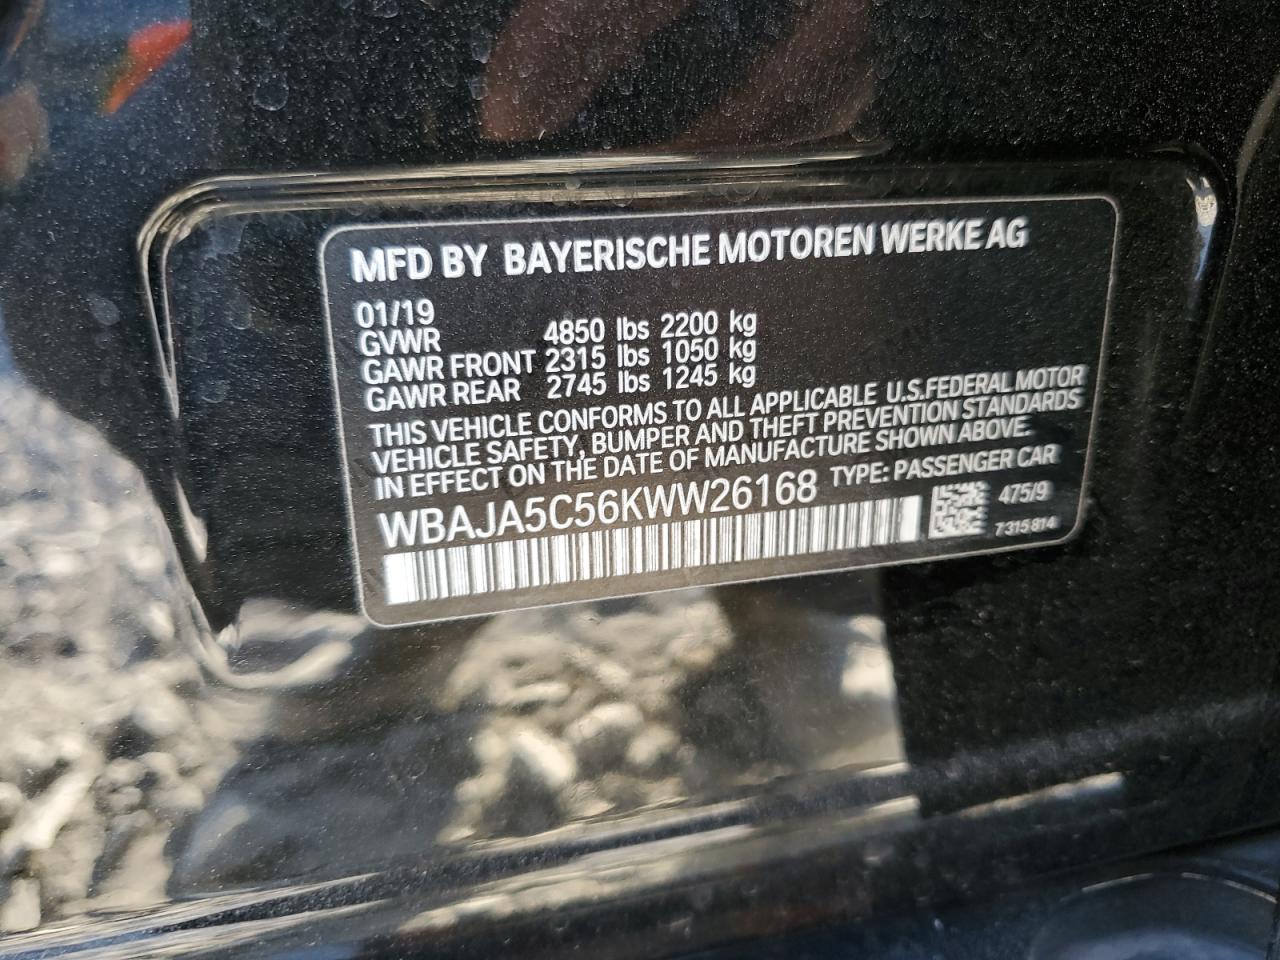 MFD BY BAYERISCHE MOTOREN WERKE AG
01/19
GVWR 4850 lbs 2200 kg
GAWR FRONT 2315 lbs 1050 kg
GAWR REAR 2745 lbs 1245 kg
THIS VEHICLE CONFORMS TO ALL APPLICABLE U.S.FEDERAL MOTOR
VEHICLE SAFETY, BUMPER AND THEFT PREVENTION STANDARDS
IN EFFECT ON THE DATE OF MANUFACTURE SHOWN ABOVE.
WBAJA5C56KWW26168 TYPE: PASSENGER CAR
475/9
7 315 814